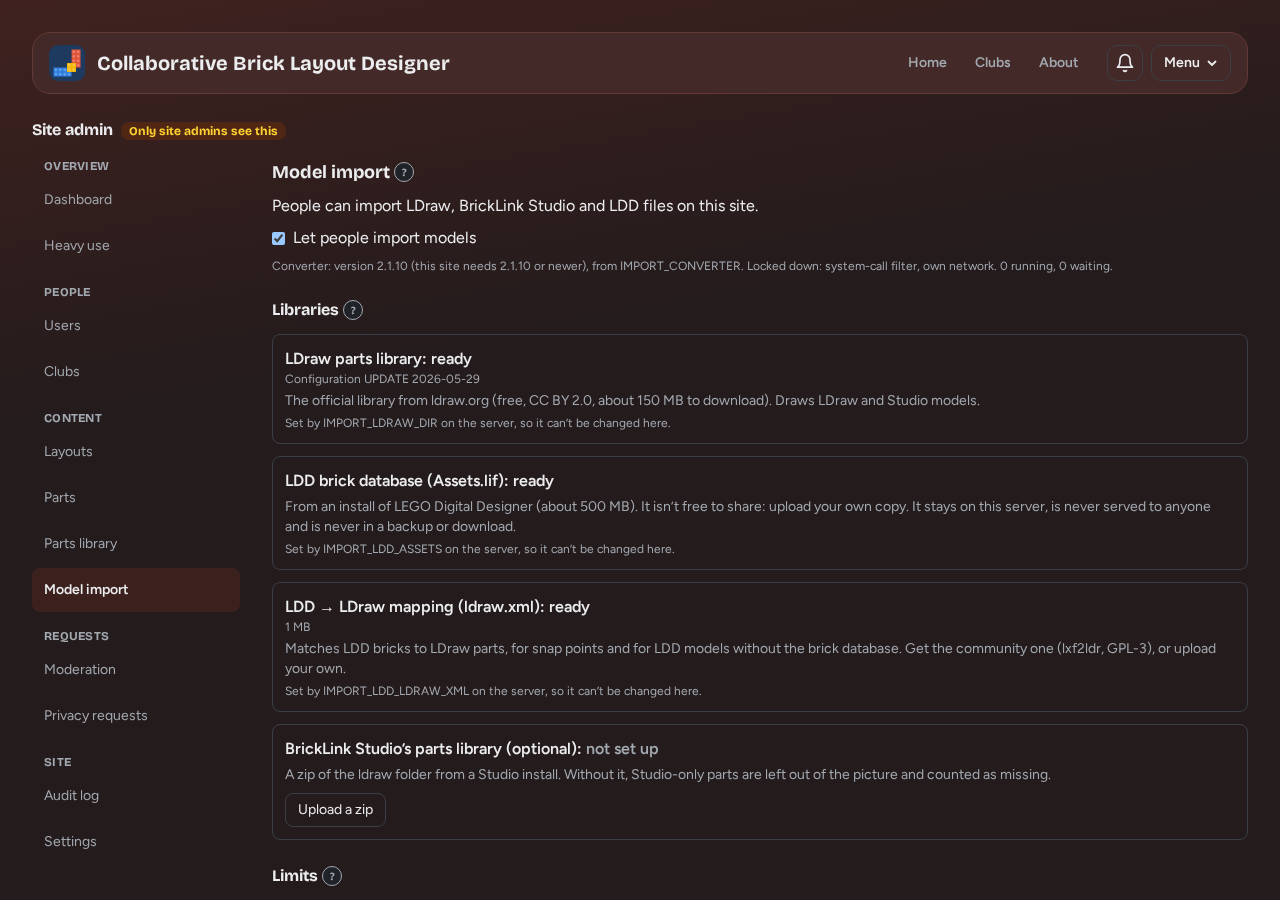 Collaborative Brick Layout Designer
Home
Clubs
About
Menu
Site admin
Only site admins see this
OVERVIEW
Dashboard
Heavy use
PEOPLE
Users
Clubs
CONTENT
Layouts
Parts
Parts library
Model import
REQUESTS
Moderation
Privacy requests
SITE
Audit log
Settings
Model import ?
People can import LDraw, BrickLink Studio and LDD files on this site.
Let people import models
Converter: version 2.1.10 (this site needs 2.1.10 or newer), from IMPORT_CONVERTER. Locked down: system-call filter, own network. 0 running, 0 waiting.
Libraries ?
LDraw parts library: ready
Configuration UPDATE 2026-05-29
The official library from ldraw.org (free, CC BY 2.0, about 150 MB to download). Draws LDraw and Studio models.
Set by IMPORT_LDRAW_DIR on the server, so it can’t be changed here.
LDD brick database (Assets.lif): ready
From an install of LEGO Digital Designer (about 500 MB). It isn’t free to share: upload your own copy. It stays on this server, is never served to anyone
and is never in a backup or download.
Set by IMPORT_LDD_ASSETS on the server, so it can’t be changed here.
LDD → LDraw mapping (ldraw.xml): ready
1 MB
Matches LDD bricks to LDraw parts, for snap points and for LDD models without the brick database. Get the community one (lxf2ldr, GPL-3), or upload
your own.
Set by IMPORT_LDD_LDRAW_XML on the server, so it can’t be changed here.
BrickLink Studio’s parts library (optional): not set up
A zip of the ldraw folder from a Studio install. Without it, Studio-only parts are left out of the picture and counted as missing.
Upload a zip
Limits ?